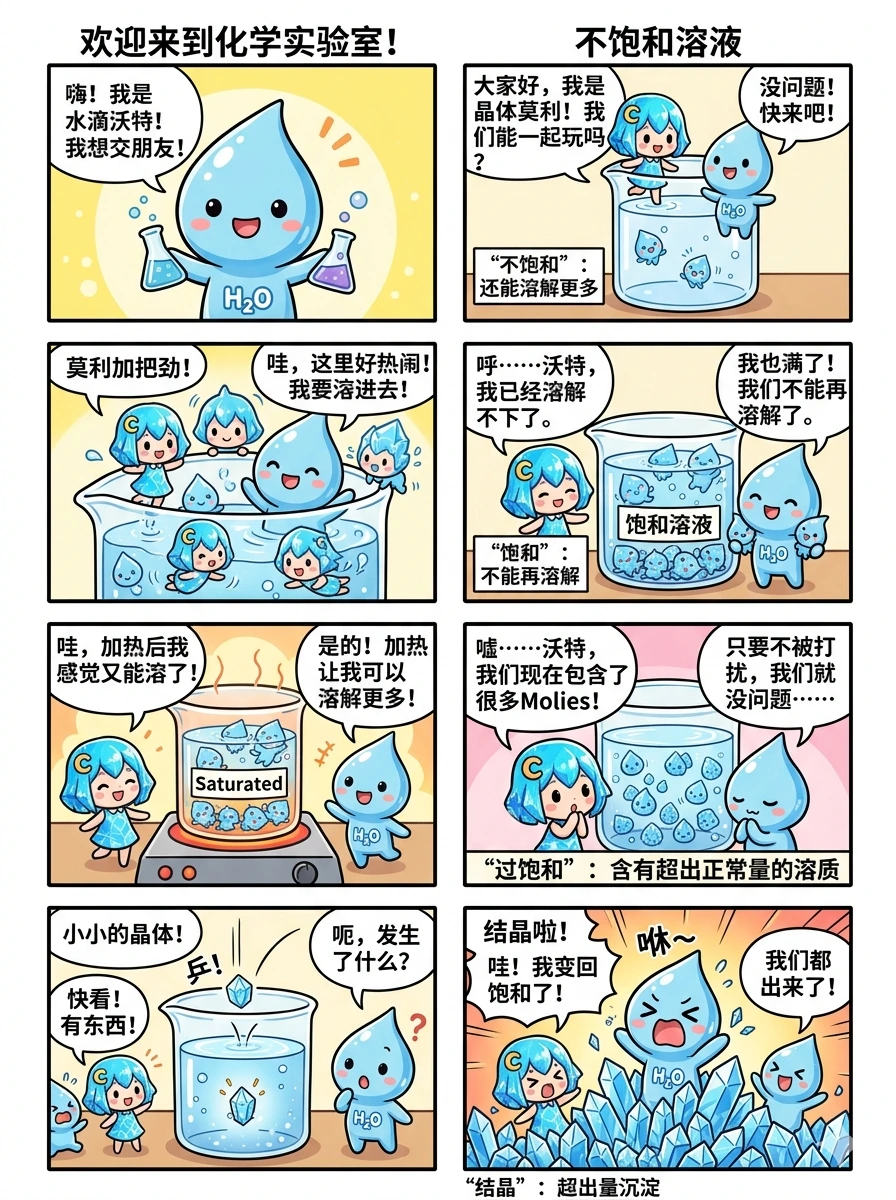 欢迎来到化学实验室！
嗨！我是
水滴沃特！
我想交朋友！
H₂O
不饱和溶液
大家好，我是
晶体莫利！我
们能一起玩吗
？
没问题！
快来吧！
C
H₂O
“不饱和”：
还能溶解更多
莫利加把劲！
哇，这里好热闹！
我要溶进去！
C
C
呼……沃特，
我已经溶解
不下了。
我也满了！
我们不能再
溶解了。
C
饱和溶液
H₂O
“饱和”：
不能再溶解
哇，加热后我
感觉又能溶了！
是的！加热
让我可以
溶解更多！
C
Saturated
H₂O
嘘……沃特，
我们现在包含了
很多Molies！
只要不被打
扰，我们就
没问题……
C
“过饱和”：含有超出正常量的溶质
小小的晶体！
乒！
呃，发生
了什么？
快看！
有东西！
?
C
H₂O
结晶啦！
哇！我变回
饱和了！
咻～
我们都
出来了！
C
H₂O
“结晶”：超出量沉淀